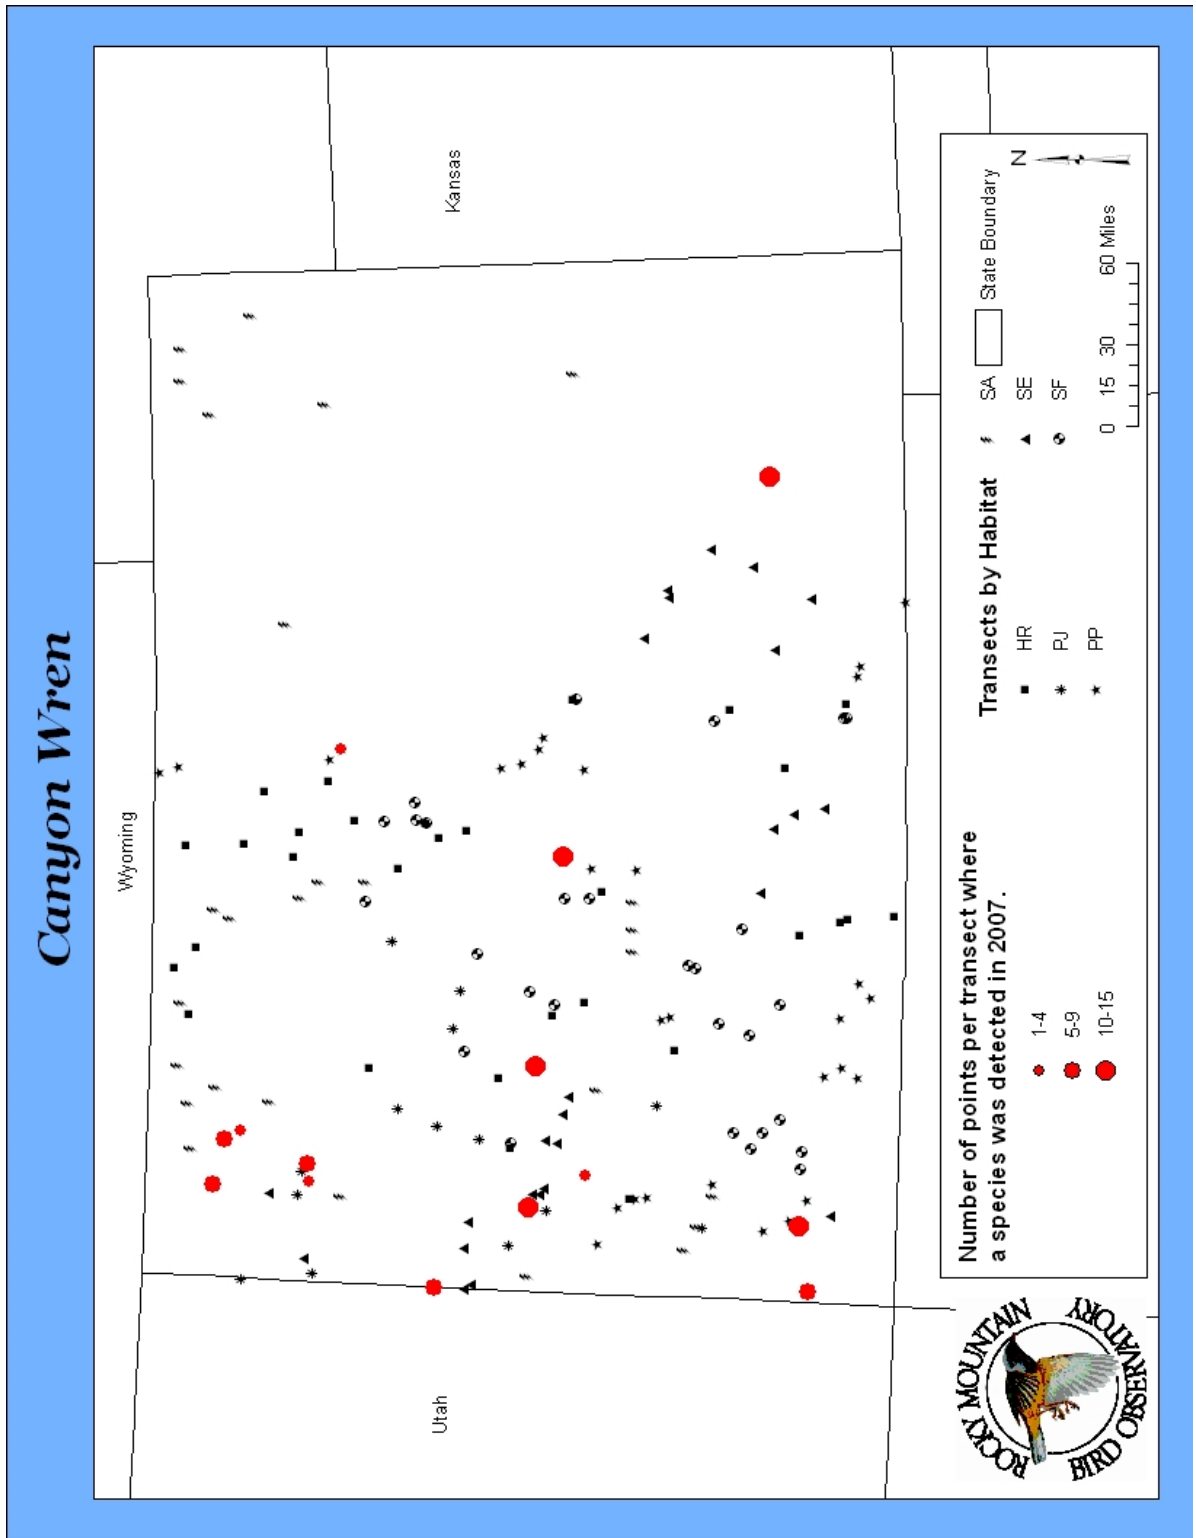 Canyon Wren
Wyoming
Utah
Kansas
Number of points per transect where
a species was detected in 2007.
1-4
5-9
10-15
Transects by Habitat
HR
PJ
PP
SA
SE
SF
State Boundary
N
0 15 30 60 Miles
ROCKY MOUNTAIN
BIRD OBSERVATORY